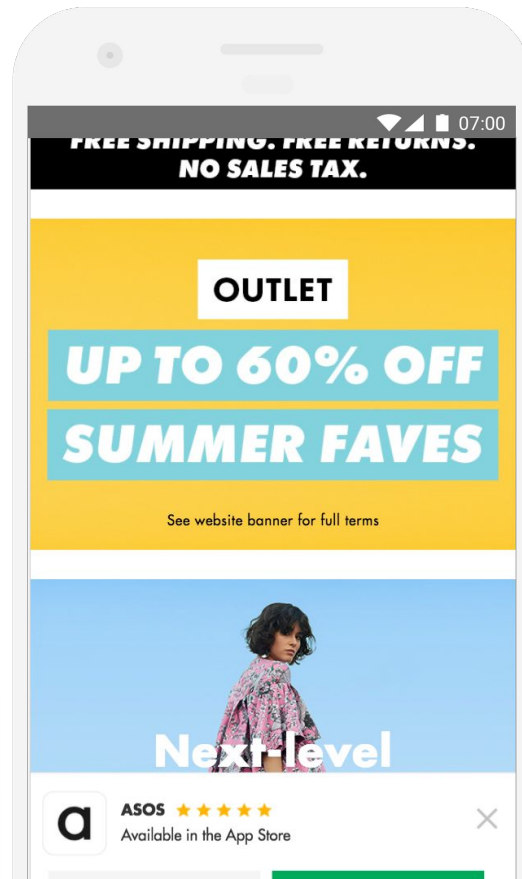 07:00
FREE SHIPPING. FREE RETURNS.
NO SALES TAX.
OUTLET
UP TO 60% OFF
SUMMER FAVES
See website banner for full terms
Next-level
a
ASOS
Available in the App Store